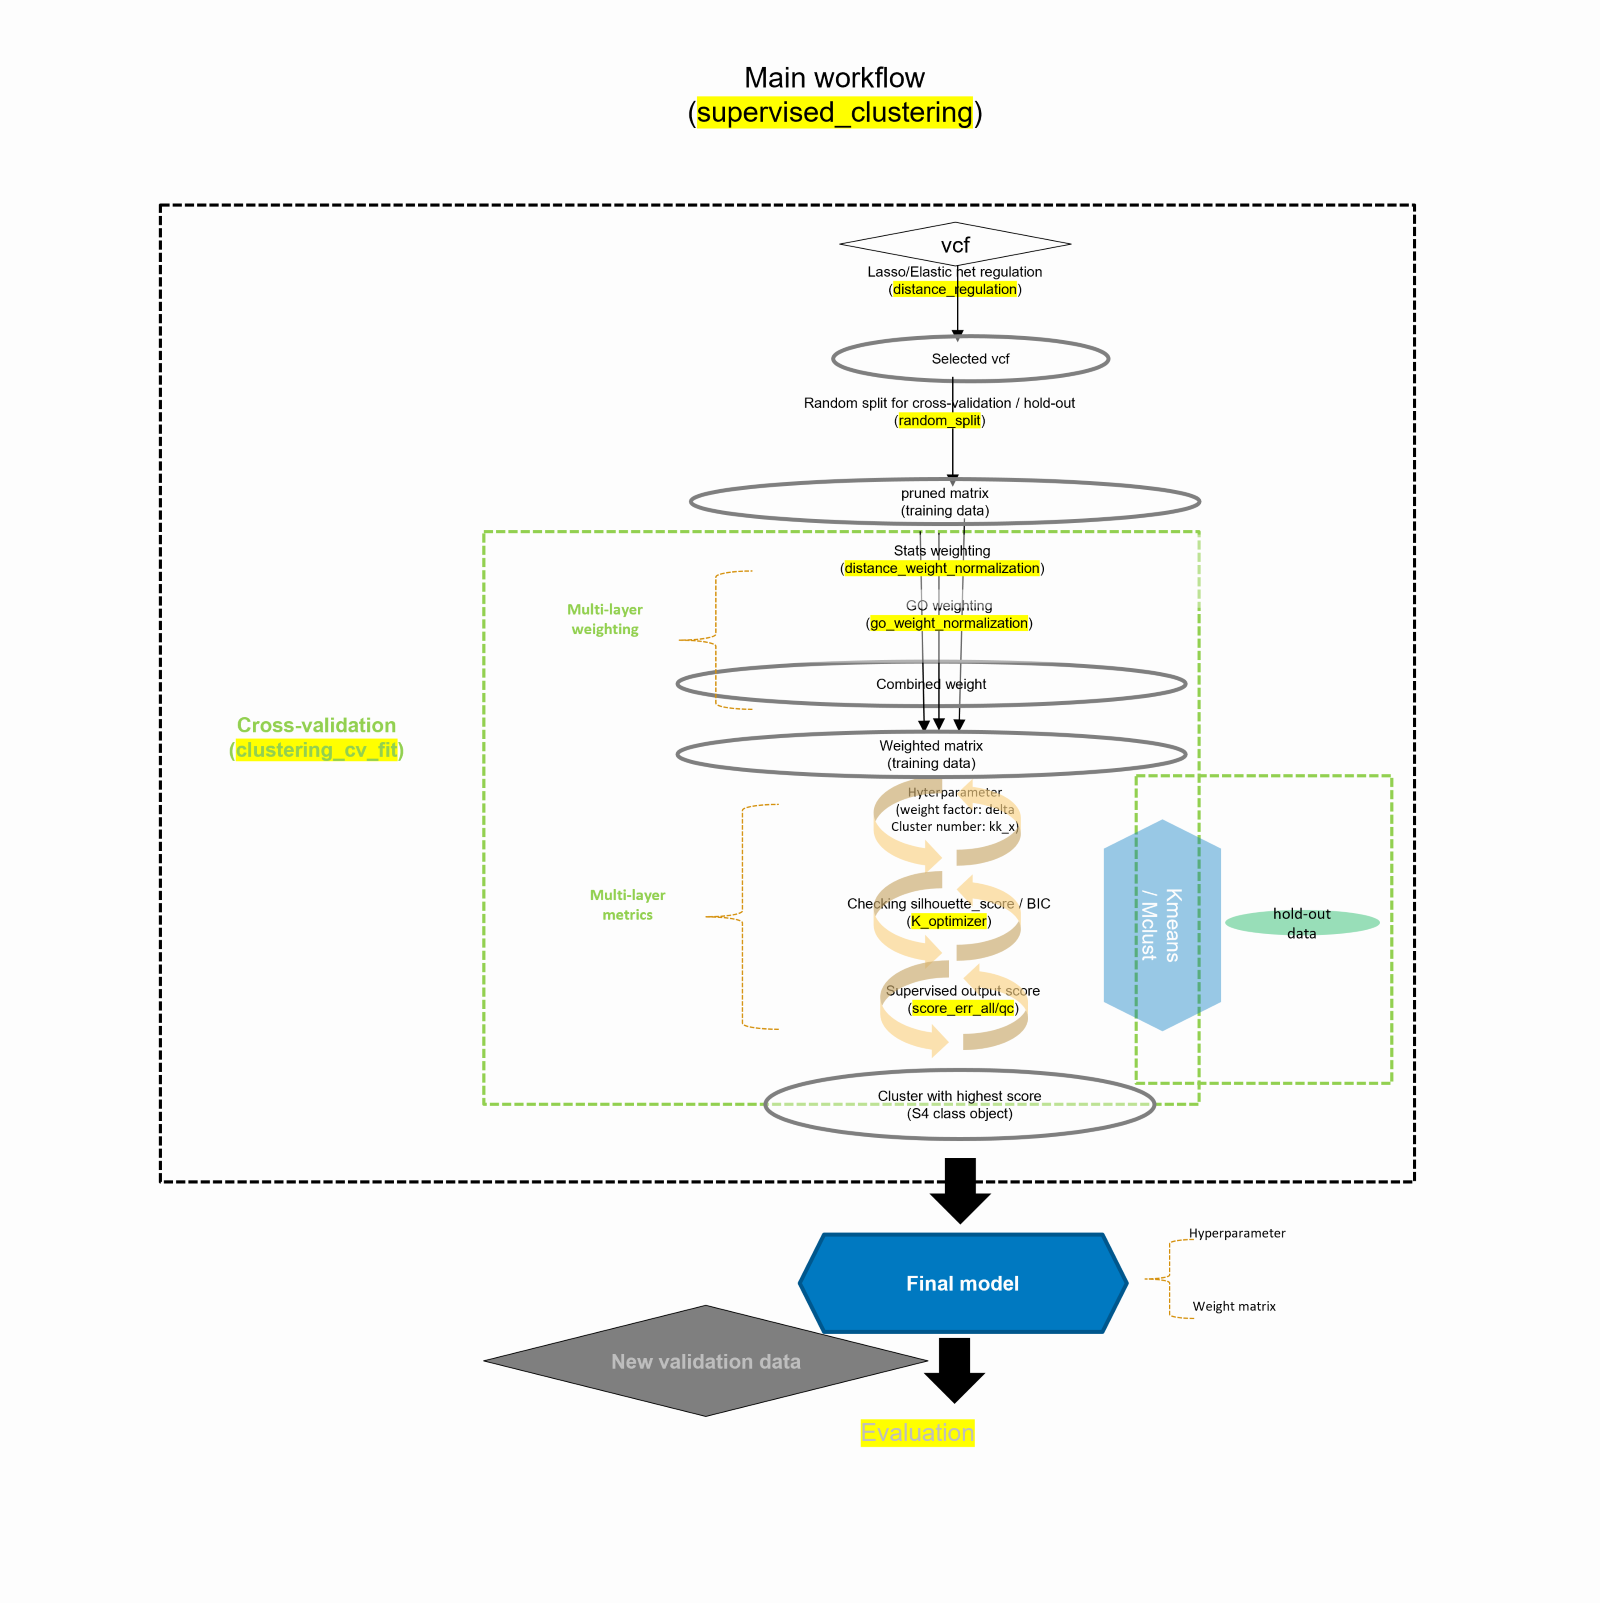 Main workflow
(supervised_clustering)
vcf
Lasso/Elastic net regulation
(distance_regulation)
Selected vcf
Random split for cross-validation / hold-out
(random_split)
pruned matrix
(training data)
Stats weighting
(distance_weight_normalization)
GO weighting
(go_weight_normalization)
Multi-layer
weighting
Combined weight
Cross-validation
(clustering_cv_fit)
Weighted matrix
(training data)
Hyterparameter
(weight factor: delta
Cluster number: kk_x)
Multi-layer
metrics
Checking silhouette_score / BIC
(K_optimizer)
Supervised output score
(score_err_all/qc)
Kmeans
/ Mclust
hold-out
data
Cluster with highest score
(S4 class object)
Final model
Hyperparameter
Weight matrix
New validation data
Evaluation